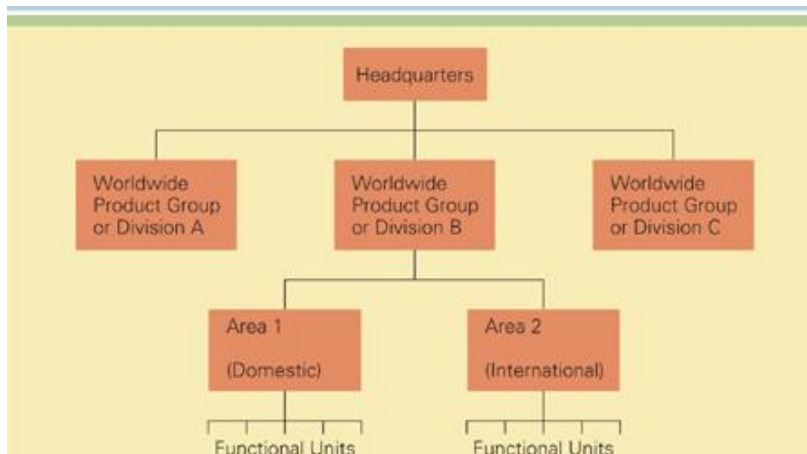 Headquarters
Worldwide
Product Group
or Division A
Worldwide
Product Group
or Division B
Worldwide
Product Group
or Division C
Area 1
(Domestic)
Area 2
(International)
Functional Units
Functional Units